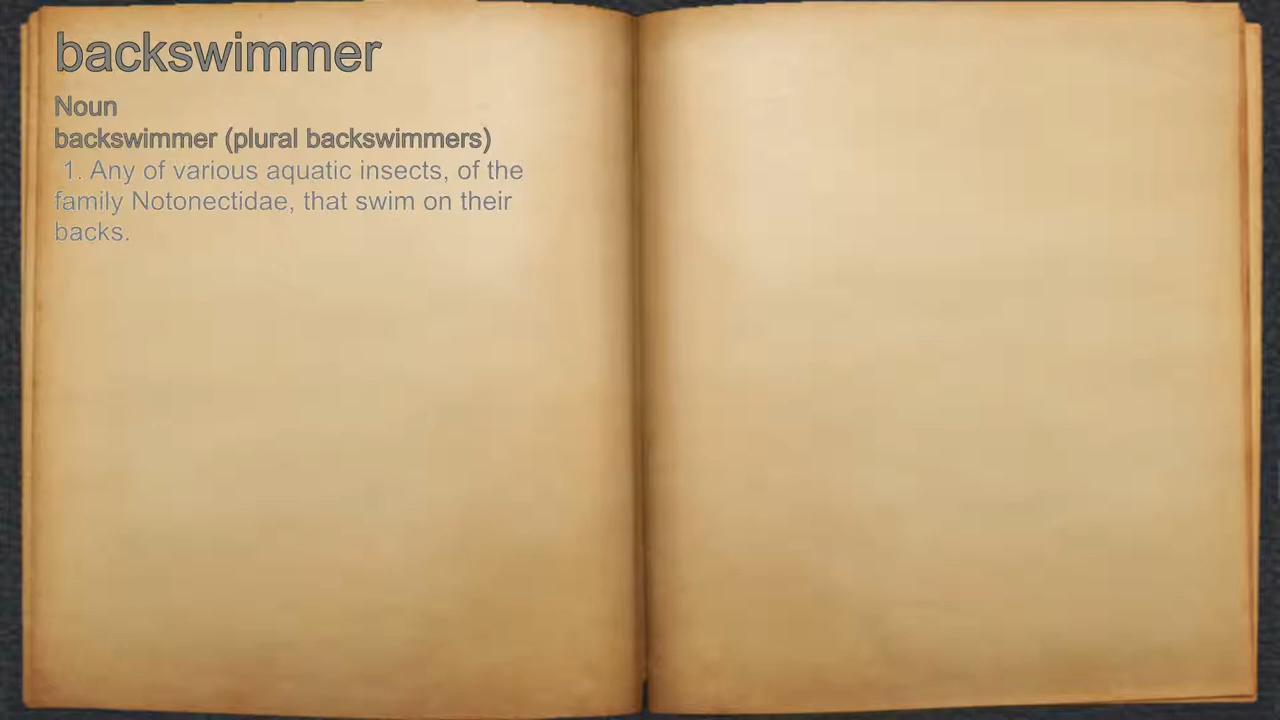 backswimmer
Noun
backswimmer (plural backswimmers)
1. Any of various aquatic insects, of the
family Notonectidae, that swim on their
backs.